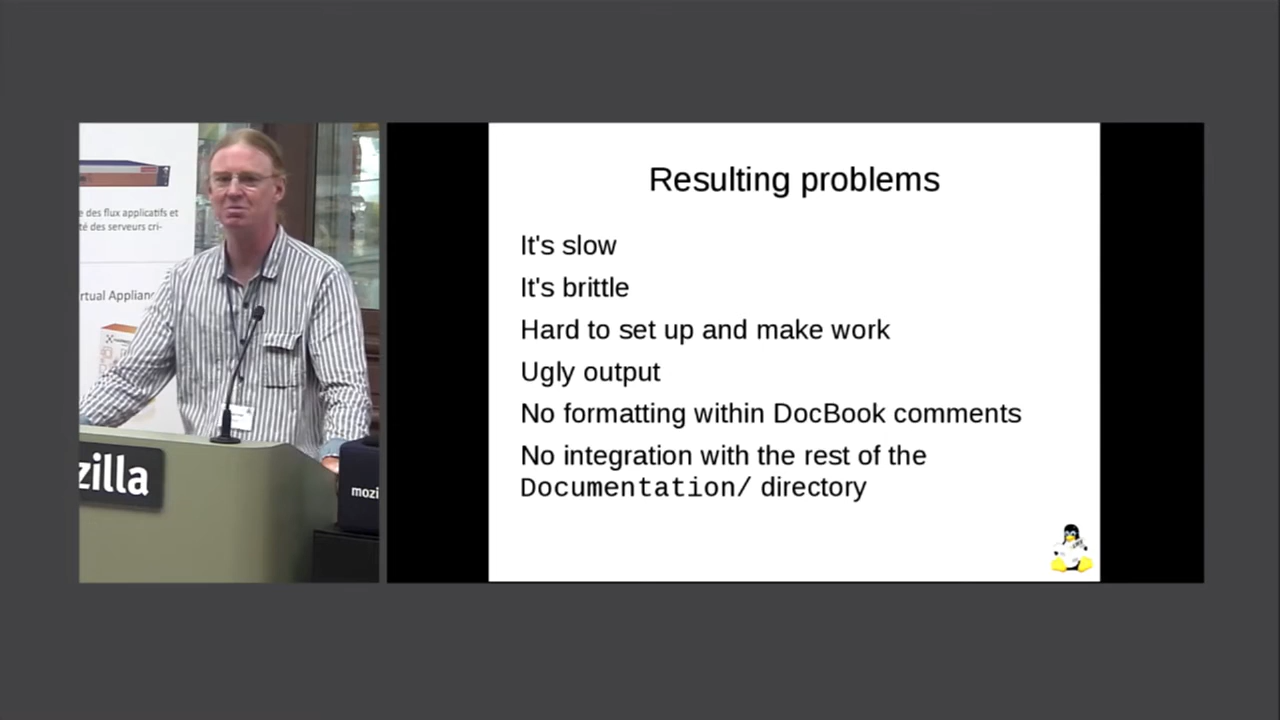 e des flux applicatifs et
té des serveurs cri-
rtual Applianc
zilla
mozi
Resulting problems
It's slow
It's brittle
Hard to set up and make work
Ugly output
No formatting within DocBook comments
No integration with the rest of the
Documentation/ directory